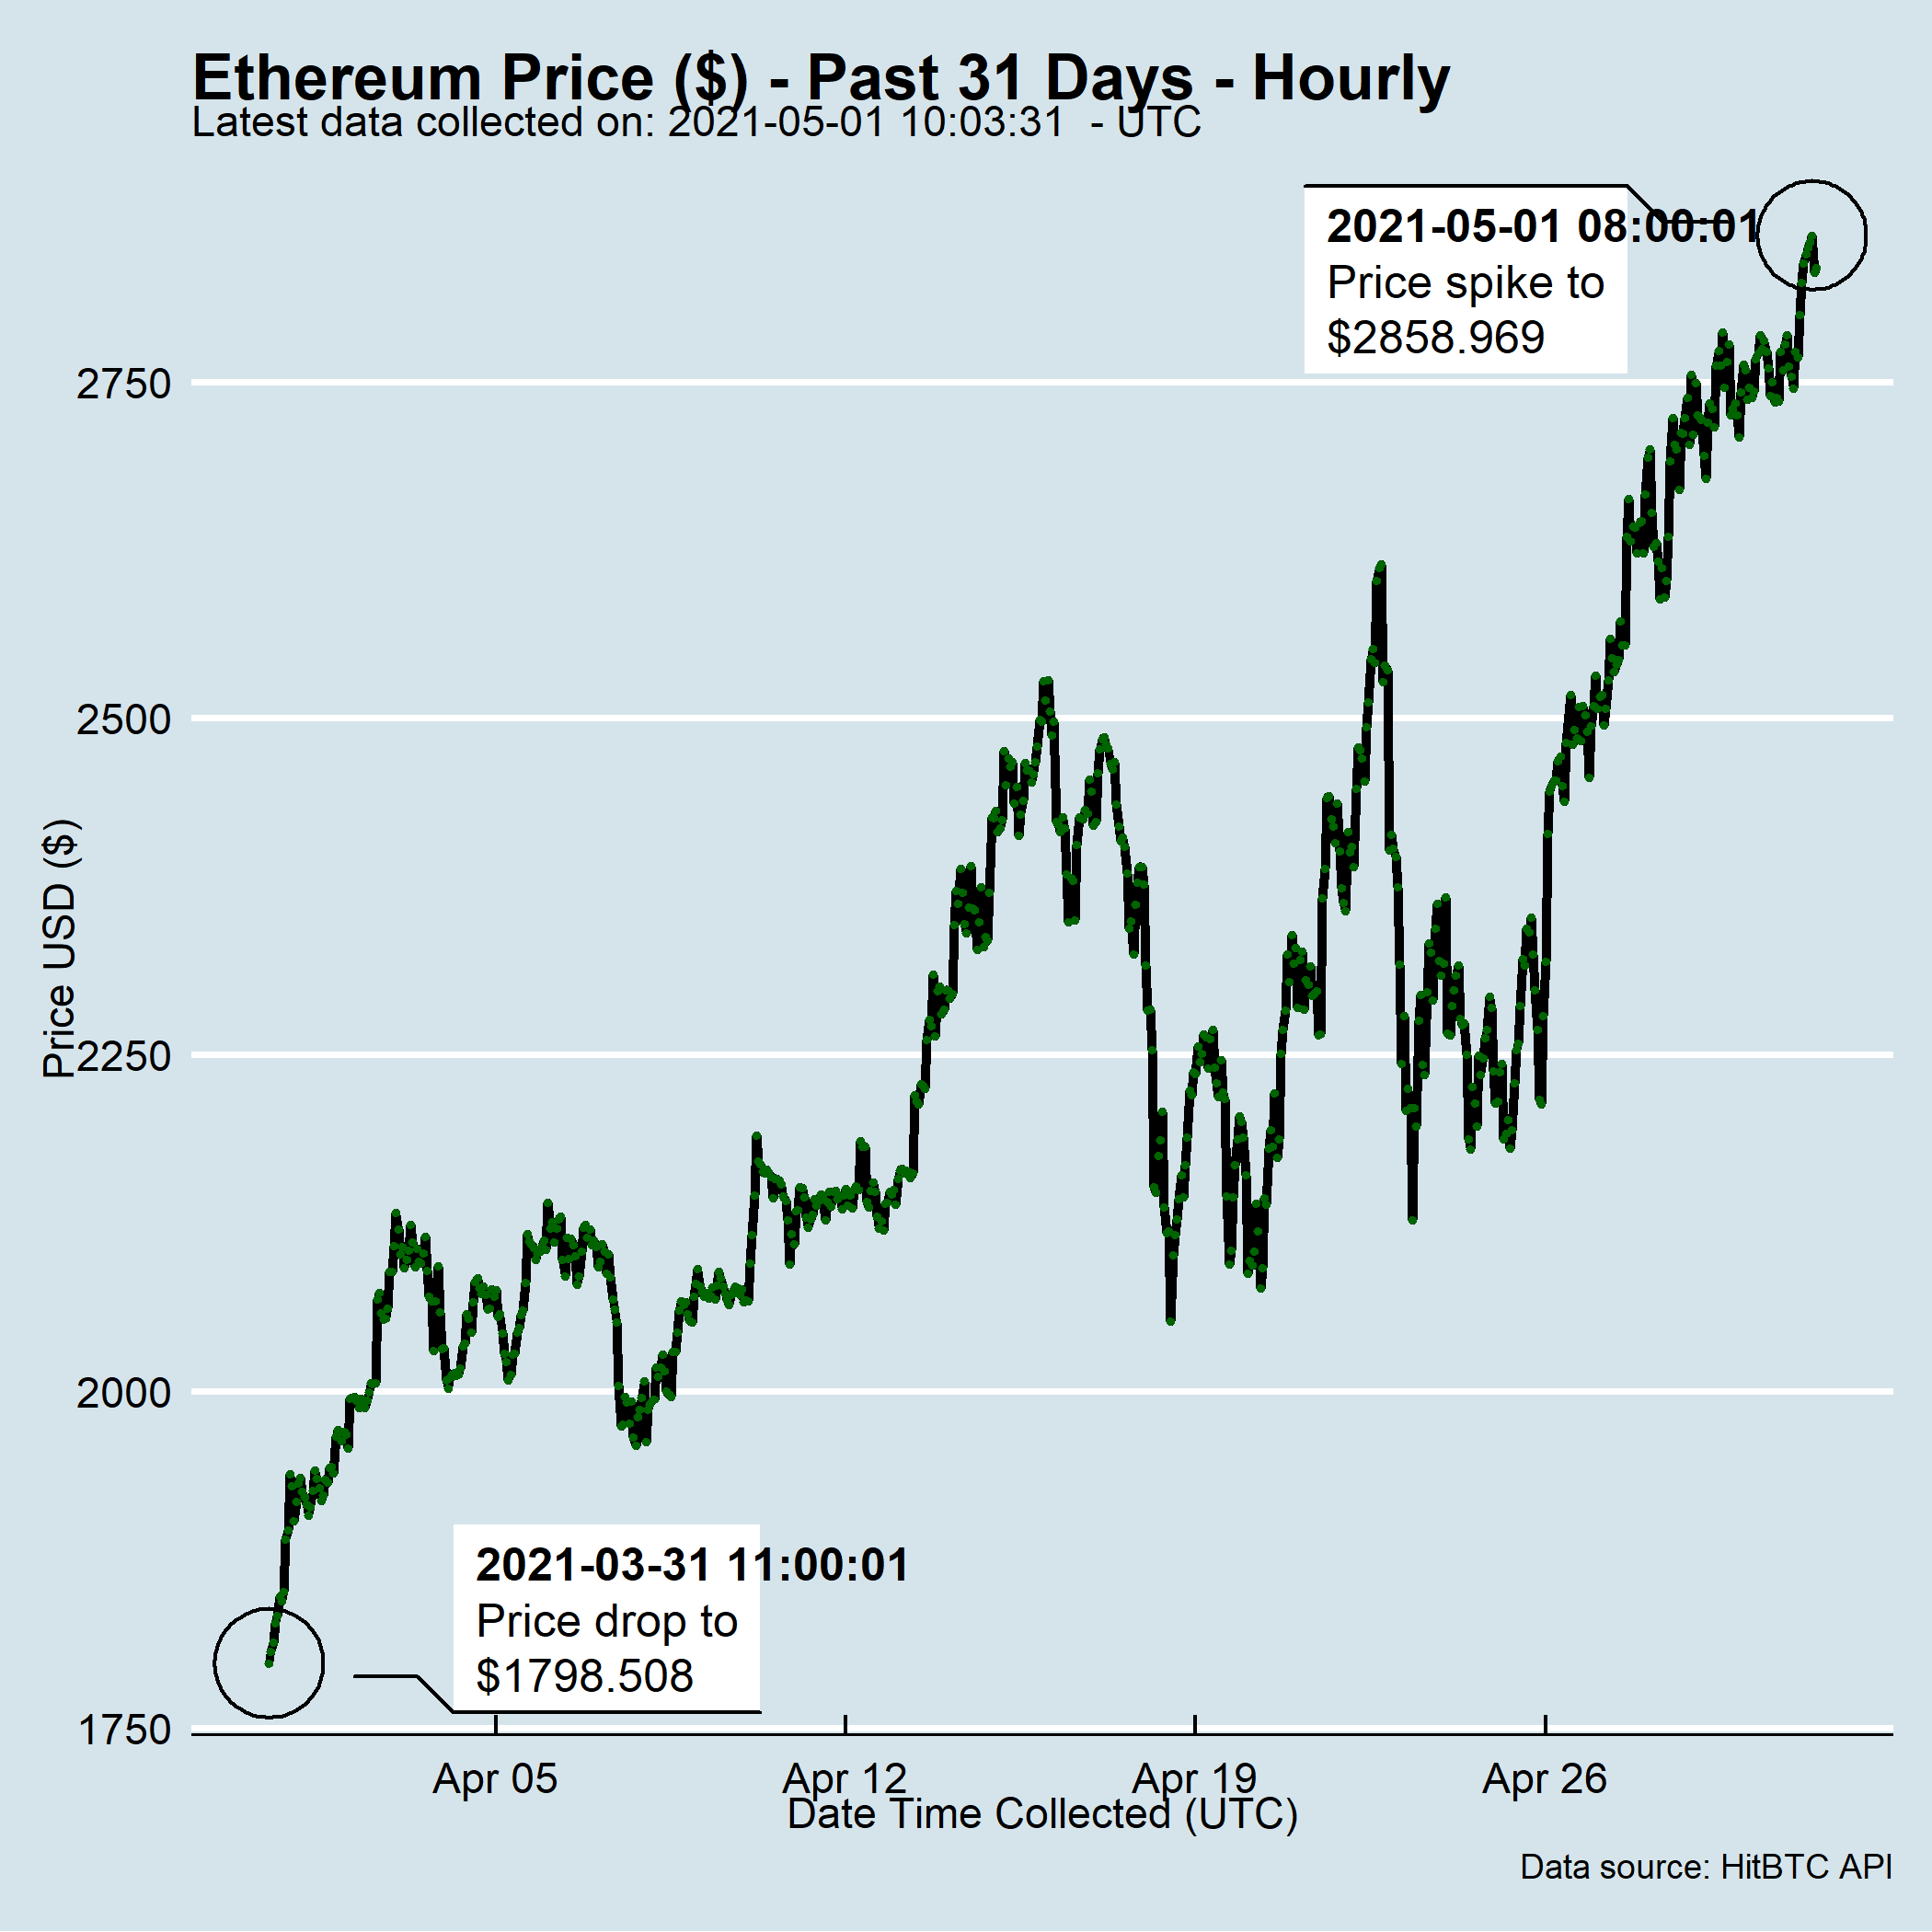 Ethereum Price ($) - Past 31 Days - Hourly
Latest data collected on: 2021-05-01 10:03:31  - UTC
2021-05-01 08:00:01
Price spike to
$2858.969
2750
2500
2250
2000
1750
Price USD ($)
2021-03-31 11:00:01
Price drop to
$1798.508
Apr 05
Apr 12
Apr 19
Apr 26
Date Time Collected (UTC)
Data source: HitBTC API